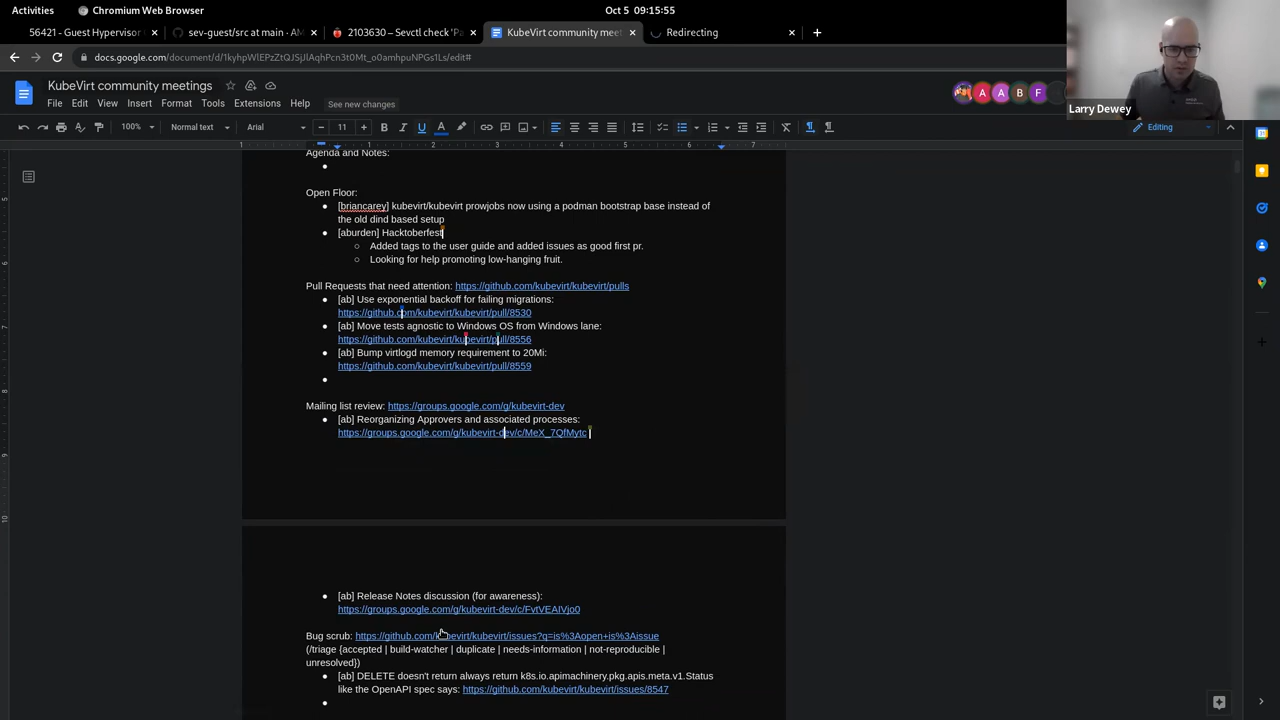 Activities
Chromium Web Browser
Oct 5 09:15:55
56421 - Guest Hypervisor
sev-guest/src at main · AM
2103630 – Sevctl check 'Pa
KubeVirt community meet
Redirecting
docs.google.com/document/d/1kyhpWlEPzZtQJSjJlAqhPcn3t0Mt_o0amhpuNPGs1Ls/edit#
Larry Dewey
KubeVirt community meetings
File Edit View Insert Format Tools Extensions Help
See new changes
A A B F
100% Normal text Arial 11 Editing
1 1 2 3 4 5 6 7
Agenda and Notes:
Open Floor:
[briancarey] kubevirt/kubevirt prowjobs now using a podman bootstrap base instead of
the old dind based setup
[aburden] Hacktoberfest
Added tags to the user guide and added issues as good first pr.
Looking for help promoting low-hanging fruit.
Pull Requests that need attention: https://github.com/kubevirt/kubevirt/pulls
[ab] Use exponential backoff for failing migrations:
https://github.com/kubevirt/kubevirt/pull/8530
[ab] Move tests agnostic to Windows OS from Windows lane:
https://github.com/kubevirt/kubevirt/pull/8556
[ab] Bump virtlogd memory requirement to 20Mi:
https://github.com/kubevirt/kubevirt/pull/8559
Mailing list review: https://groups.google.com/g/kubevirt-dev
[ab] Reorganizing Approvers and associated processes:
https://groups.google.com/g/kubevirt-dev/c/MeX_7QfMytc
[ab] Release Notes discussion (for awareness):
https://groups.google.com/g/kubevirt-dev/c/FvtVEAIVjo0
Bug scrub: https://github.com/kubevirt/kubevirt/issues?q=is%3Aopen+is%3Aissue
(/triage {accepted | build-watcher | duplicate | needs-information | not-reproducible |
unresolved})
[ab] DELETE doesn't return always return k8s.io.apimachinery.pkg.apis.meta.v1.Status
like the OpenAPI spec says: https://github.com/kubevirt/kubevirt/issues/8547